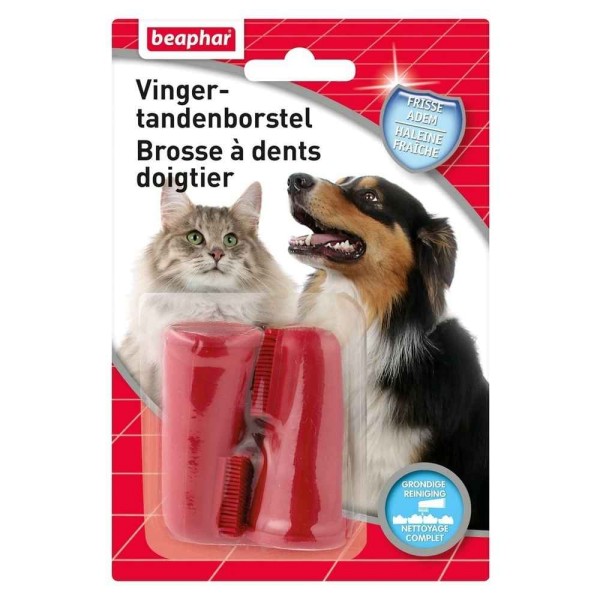 beaphar
Vinger-
tandenborstel
Brosse à dents
doigtier
FRISSE
ADEM
HALEINE
FRAÎCHE
GRONDIGE
REINIGING
NETTOYAGE
COMPLET